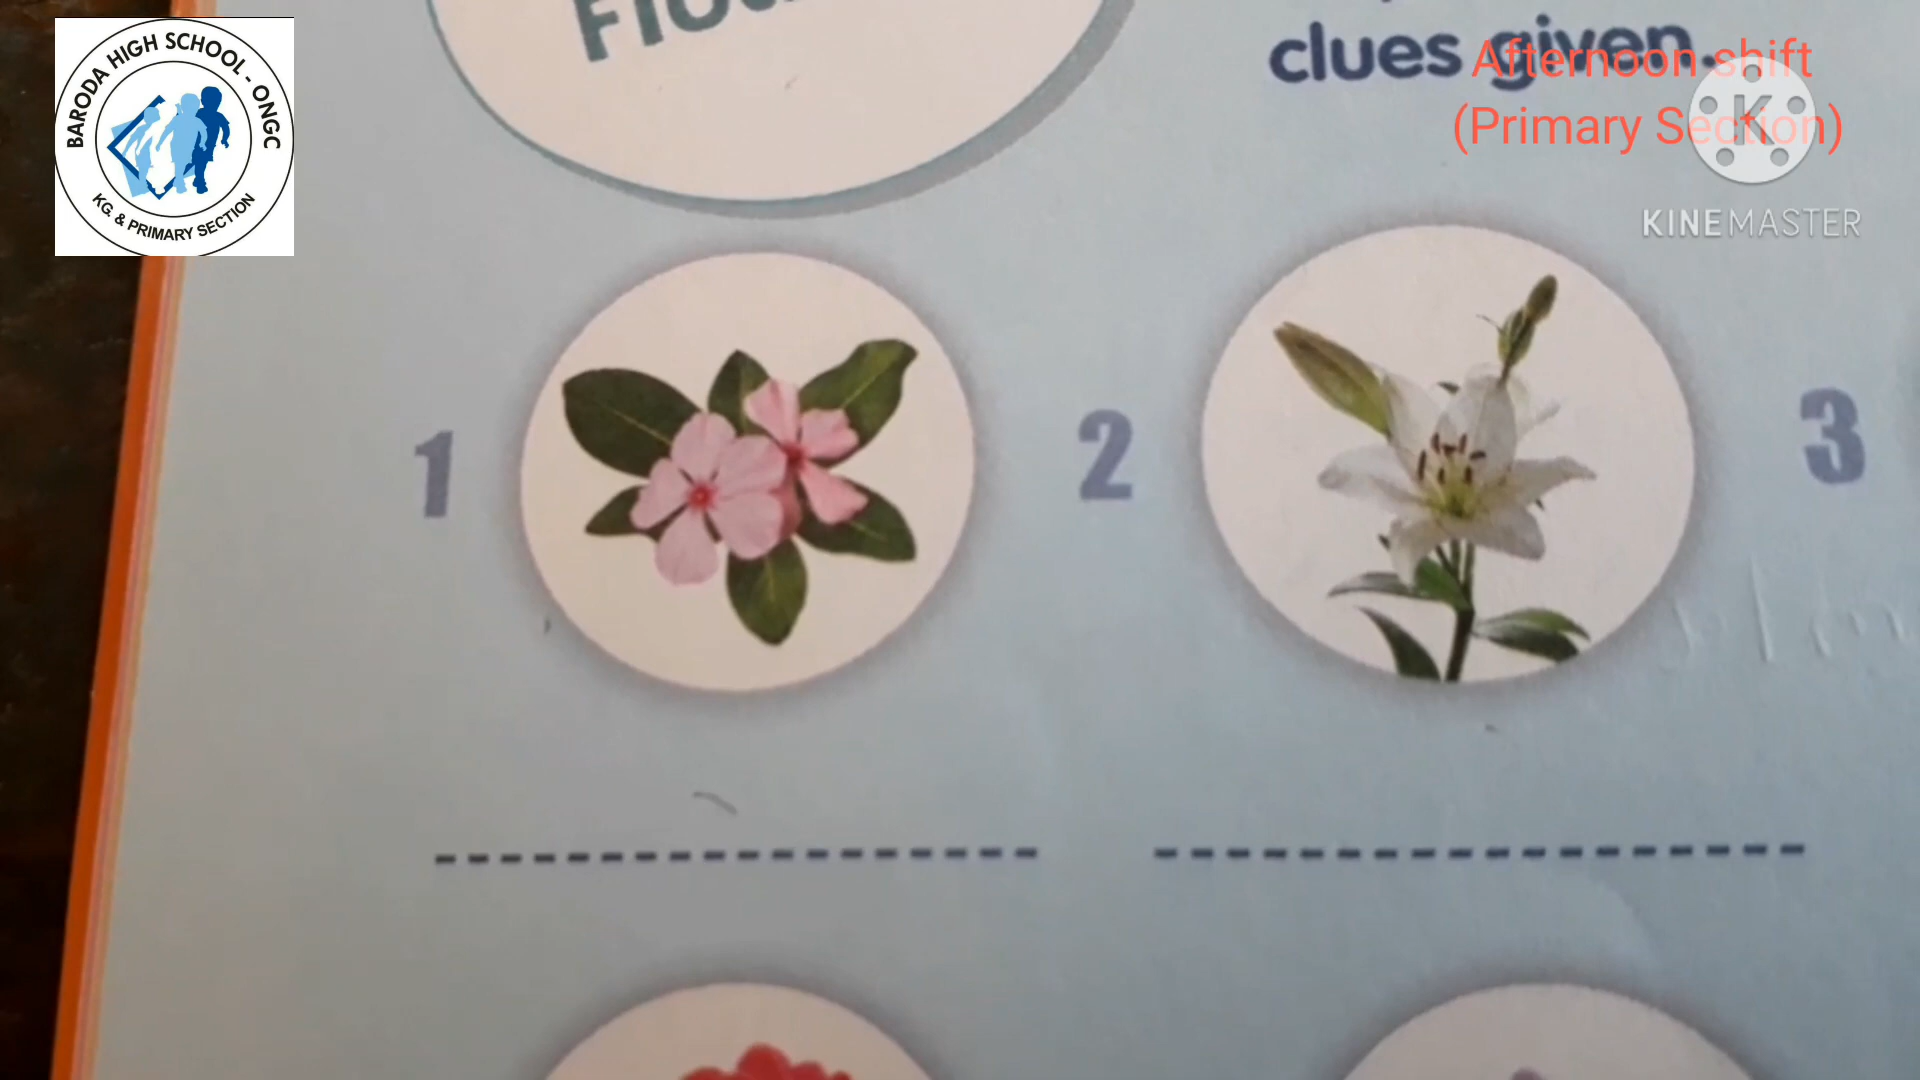 BARODA HIGH SCHOOL - ONGC
KG. & PRIMARY SECTION
clues given.
Afternoon shift
(Primary Section)
K
KINEMASTER
1
2
3